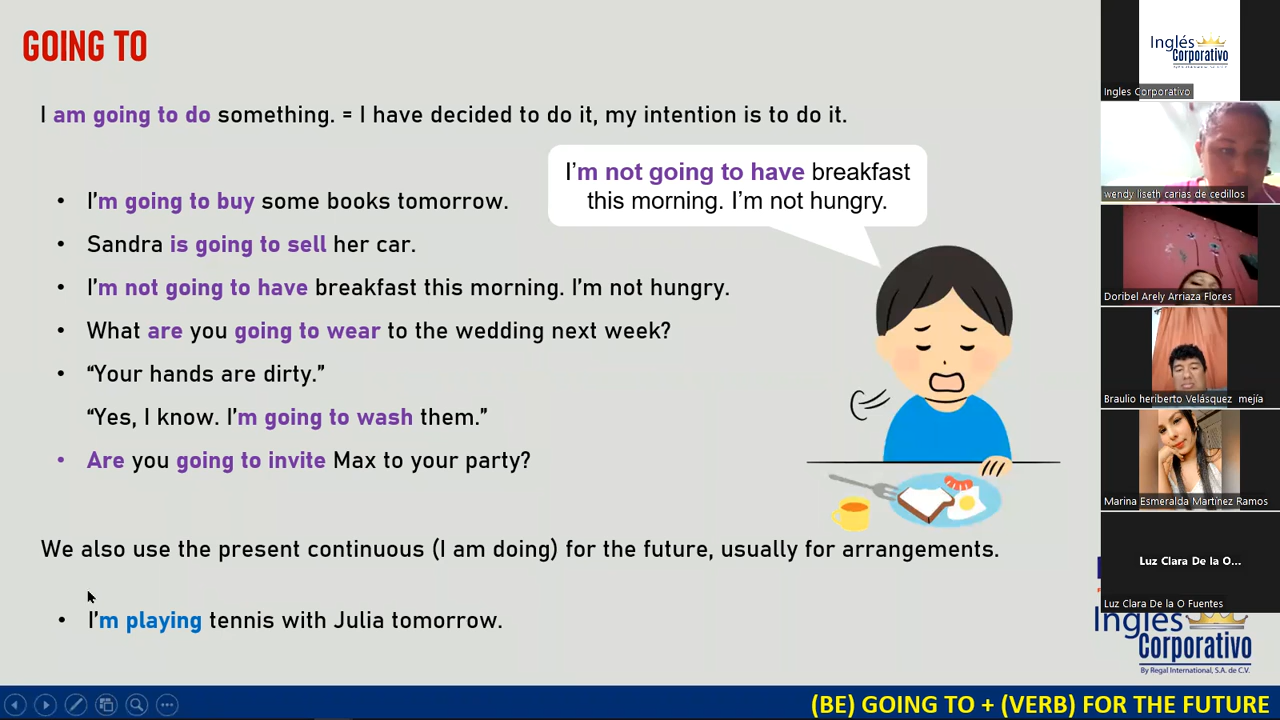 GOING TO
I am going to do something. = I have decided to do it, my intention is to do it.
I'm not going to have breakfast
this morning. I'm not hungry.
• I'm going to buy some books tomorrow.
• Sandra is going to sell her car.
• I'm not going to have breakfast this morning. I'm not hungry.
• What are you going to wear to the wedding next week?
• “Your hands are dirty.”
“Yes, I know. I'm going to wash them.”
• Are you going to invite Max to your party?
We also use the present continuous (I am doing) for the future, usually for arrangements.
• I'm playing tennis with Julia tomorrow.
(BE) GOING TO + (VERB) FOR THE FUTURE
Inglés
Corporativo
Ingles Corporativo
wendy liseth carias de cedillos
Doribel Arely Arriaza Flores
Braulio heriberto Velásquez mejía
Marina Esmeralda Martínez Ramos
Luz Clara De la O...
Luz Clara De la O Fuentes
Inglés
Corporativo
By Regal International, S.A. de C.V.